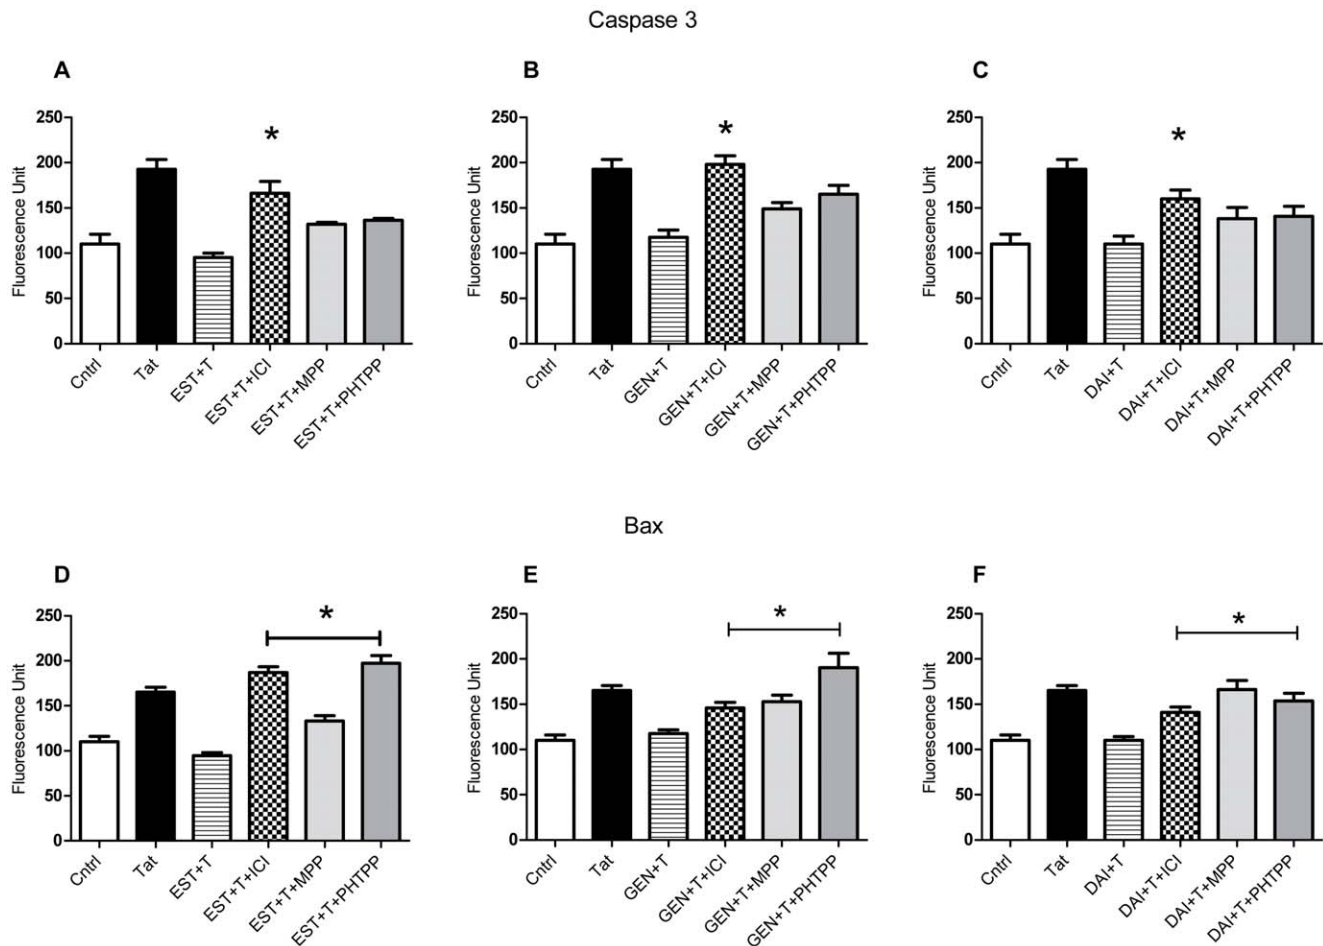 Caspase 3
A
B
C
250
200
150
100
50
0
Fluorescence Unit
*
Cntrl
Tat
EST+T
EST+T+ICI
EST+T+MPP
EST+T+PHTPP
250
200
150
100
50
0
Fluorescence Unit
*
Cntrl
Tat
GEN+T
GEN+T+ICI
GEN+T+MPP
GEN+T+PHTPP
250
200
150
100
50
0
Fluorescence Unit
*
Cntrl
Tat
DAI+T
DAI+T+ICI
DAI+T+MPP
DAI+T+PHTPP
Bax
D
E
F
250
200
150
100
50
0
Fluorescence Unit
*
Cntrl
Tat
EST+T
EST+T+ICI
EST+T+MPP
EST+T+PHTPP
250
200
150
100
50
0
Fluorescence Unit
*
Cntrl
Tat
GEN+T
GEN+T+ICI
GEN+T+MPP
GEN+T+PHTPP
250
200
150
100
50
0
Fluorescence Unit
*
Cntrl
Tat
DAI+T
DAI+T+ICI
DAI+T+MPP
DAI+T+PHTPP